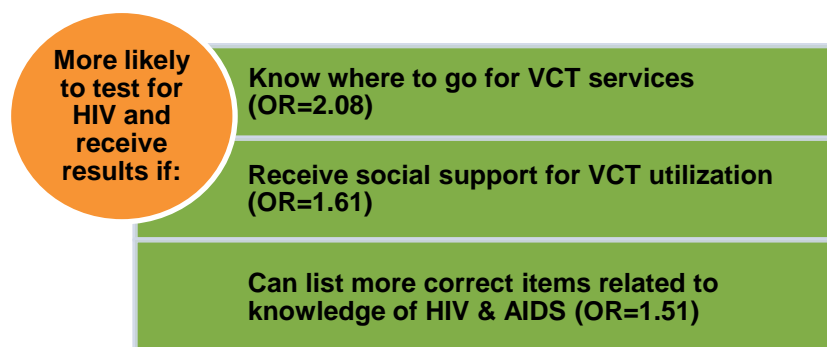 More likely
to test for
HIV and
receive
results if:
Know where to go for VCT services
(OR=2.08)
Receive social support for VCT utilization
(OR=1.61)
Can list more correct items related to
knowledge of HIV & AIDS (OR=1.51)